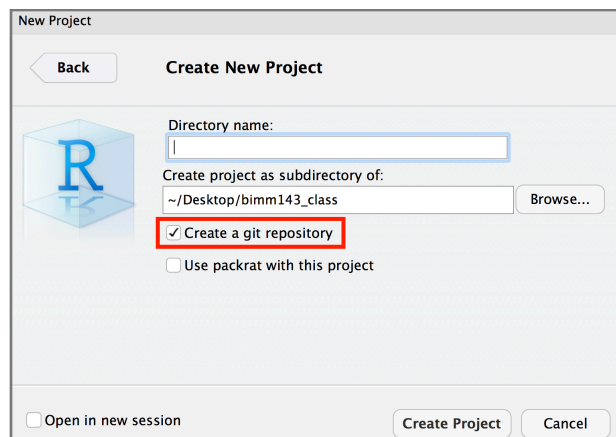 New Project
Back
Create New Project
R
Directory name:
Create project as subdirectory of:
~/Desktop/bimm143_class
Browse...
Create a git repository
Use packrat with this project
Open in new session
Create Project
Cancel